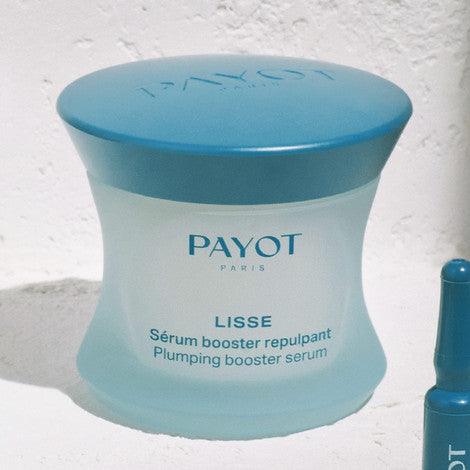 PAYOT
PARIS
PAYOT
PARIS
LISSE
Sérum booster repulpant
Plumping booster serum